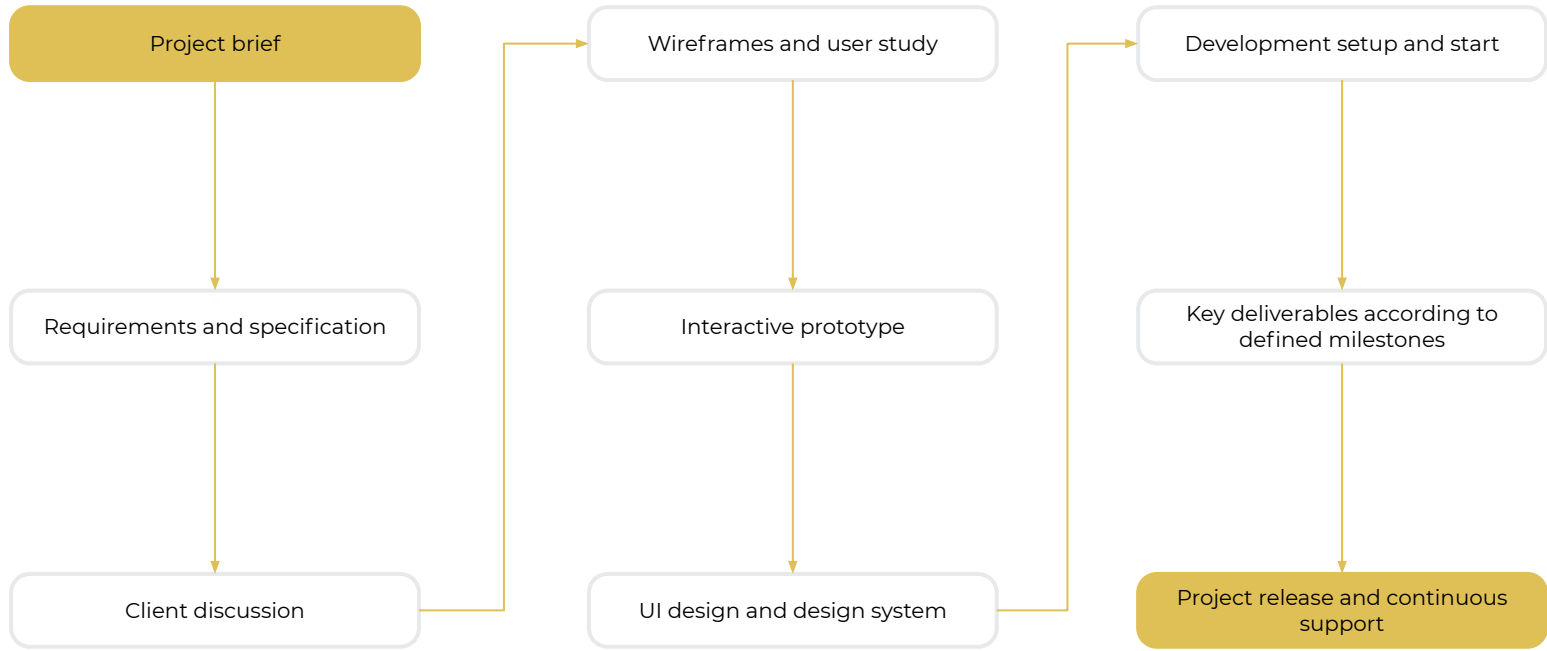 Project brief
Requirements and specification
Client discussion
Wireframes and user study
Interactive prototype
UI design and design system
Development setup and start
Key deliverables according to
defined milestones
Project release and continuous
support